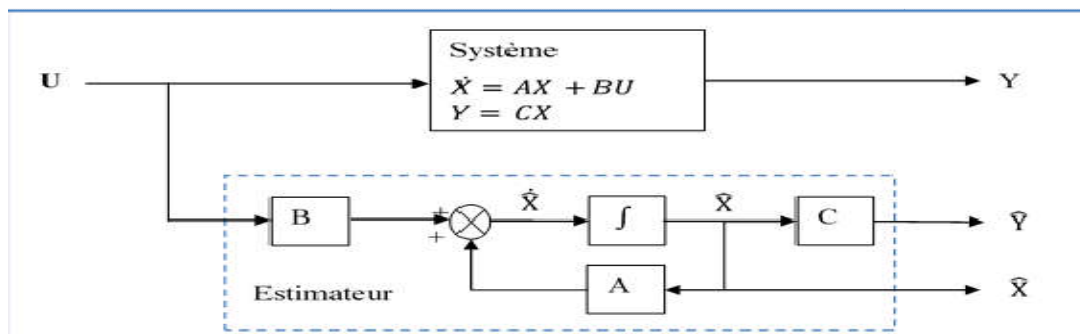 Système
U
Ẋ = AX + BU
Y
Y = CX
+
B
+
X̂̇
∫
X̂
C
Ŷ
Estimateur
A
X̂